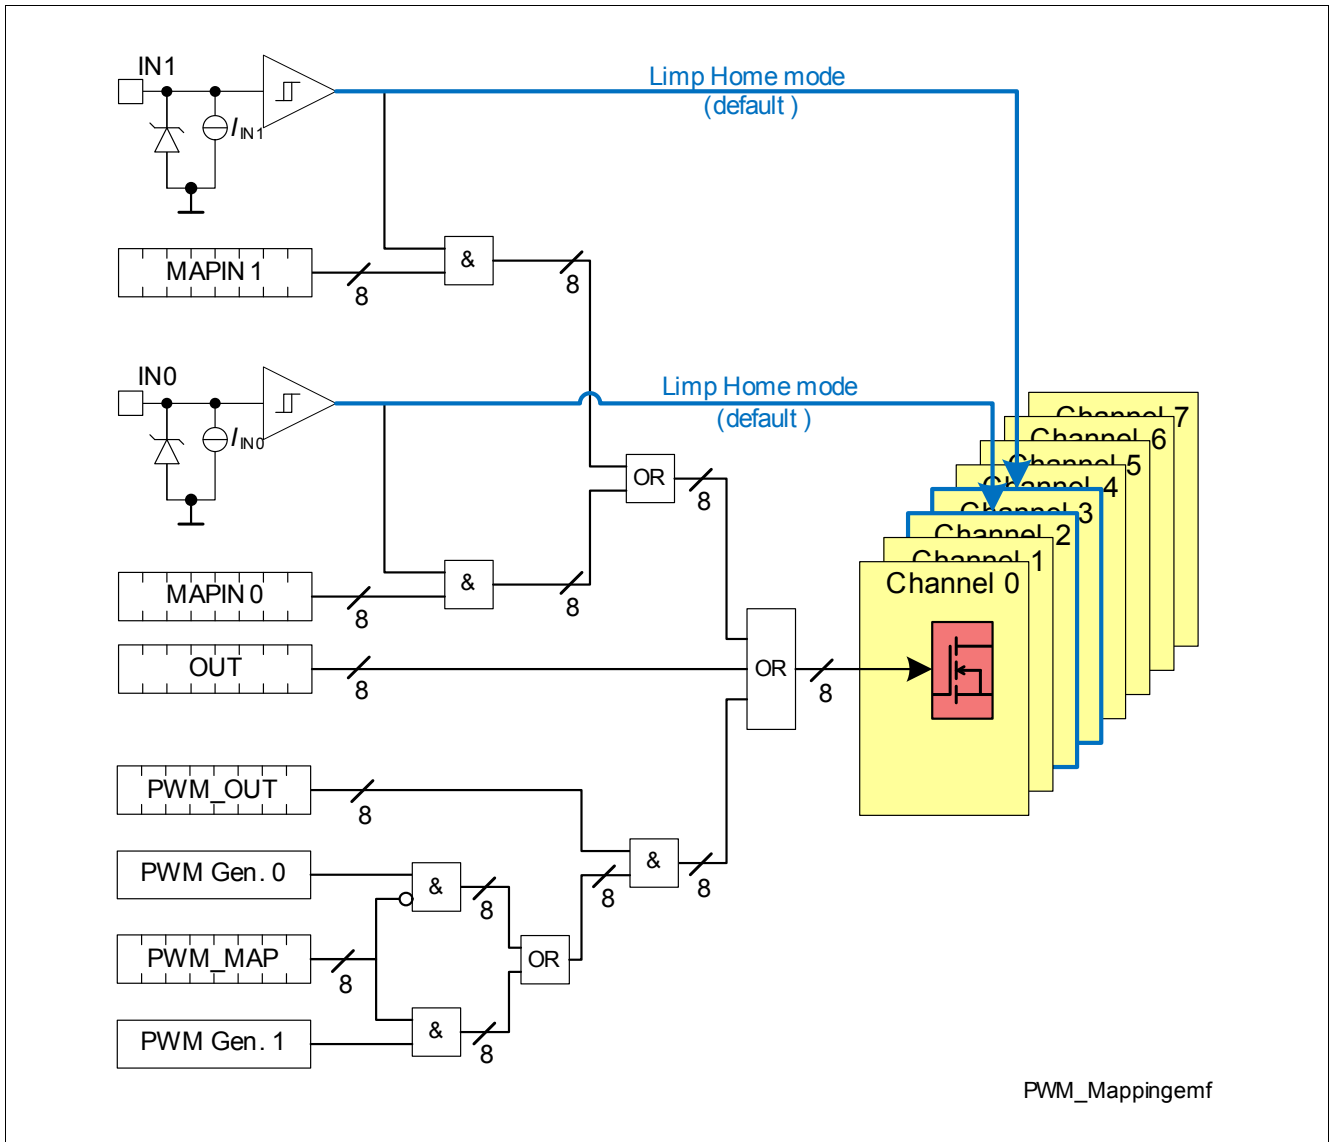 IN1
Limp Home mode
(default )
I IN1
MAPIN 1
8
&
8
IN0
Limp Home mode
(default )
I IN0
Channel 7
Channel 6
Channel 5
Channel 4
Channel 3
Channel 2
Channel 1
Channel 0
OR
8
MAPIN 0
8
&
8
OUT
8
OR
8
PWM_OUT
8
&
8
8
PWM Gen. 0
&
8
PWM_MAP
8
OR
PWM Gen. 1
&
8
PWM_Mappingemf